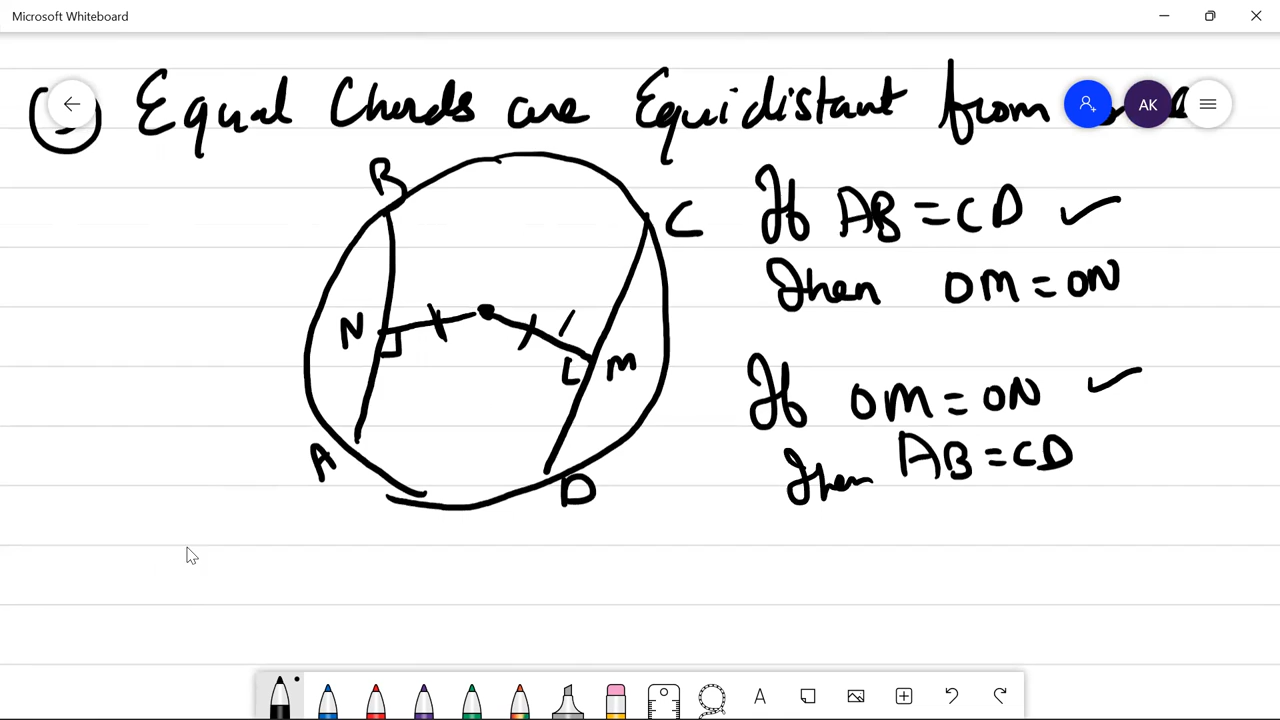 Microsoft Whiteboard
Equal Chords are Equidistant from
AK
B
C
If AB = CD ✓
Then OM = ON
N
M
If OM = ON ✓
Then AB = CD
A
D
A